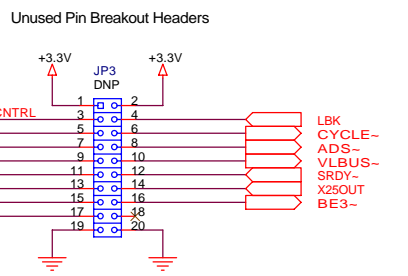 Unused Pin Breakout Headers
+3.3V
+3.3V
JP3
DNP
1 2
CNTRL 3 4 LBK
5 6 CYCLE~
7 8 ADS~
9 10 VLBUS~
11 12 SRDY~
13 14 X25OUT
15 16 BE3~
17 18
19 20